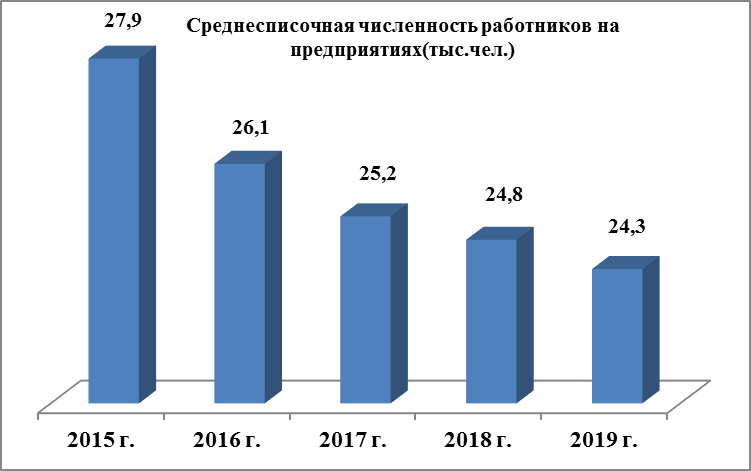 Среднесписочная численность работников на
предприятиях(тыс.чел.)
27,9
26,1
25,2
24,8
24,3
2015 г.
2016 г.
2017 г.
2018 г.
2019 г.